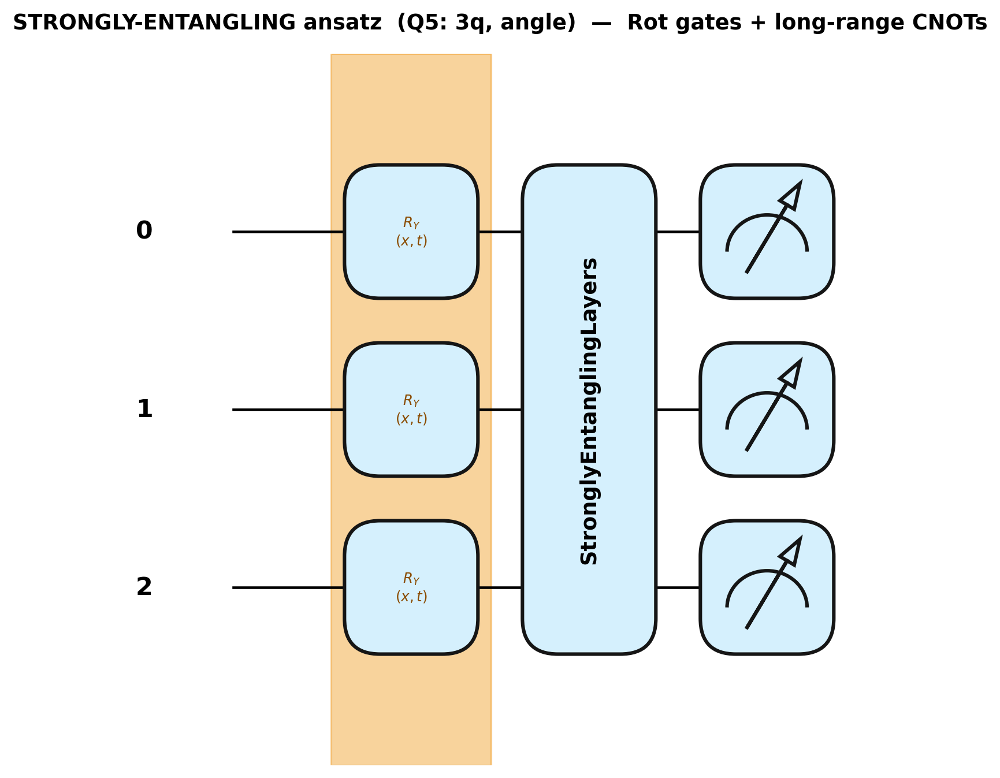 STRONGLY-ENTANGLING ansatz (Q5: 3q, angle) — Rot gates + long-range CNOTs
0
R_Y
(x, t)
StronglyEntanglingLayers
1
R_Y
(x, t)
2
R_Y
(x, t)